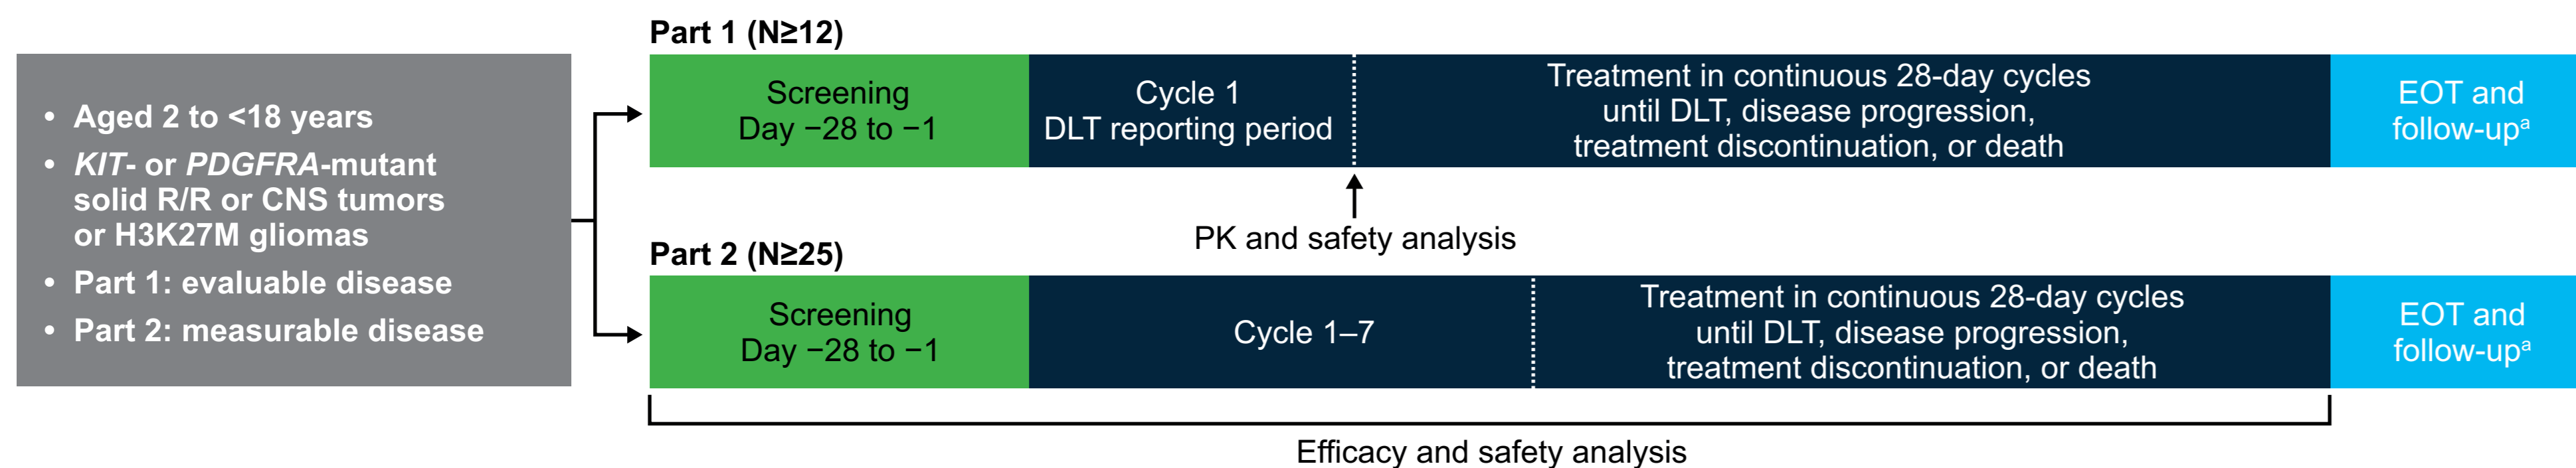 • Aged 2 to <18 years
• KIT- or PDGFRA-mutant
solid R/R or CNS tumors
or H3K27M gliomas
• Part 1: evaluable disease
• Part 2: measurable disease
Part 1 (N≥12)
Screening
Day −28 to −1
Cycle 1
DLT reporting period
Treatment in continuous 28-day cycles
until DLT, disease progression,
treatment discontinuation, or death
EOT and
follow-upᵃ
PK and safety analysis
Part 2 (N≥25)
Screening
Day −28 to −1
Cycle 1–7
Treatment in continuous 28-day cycles
until DLT, disease progression,
treatment discontinuation, or death
EOT and
follow-upᵃ
Efficacy and safety analysis